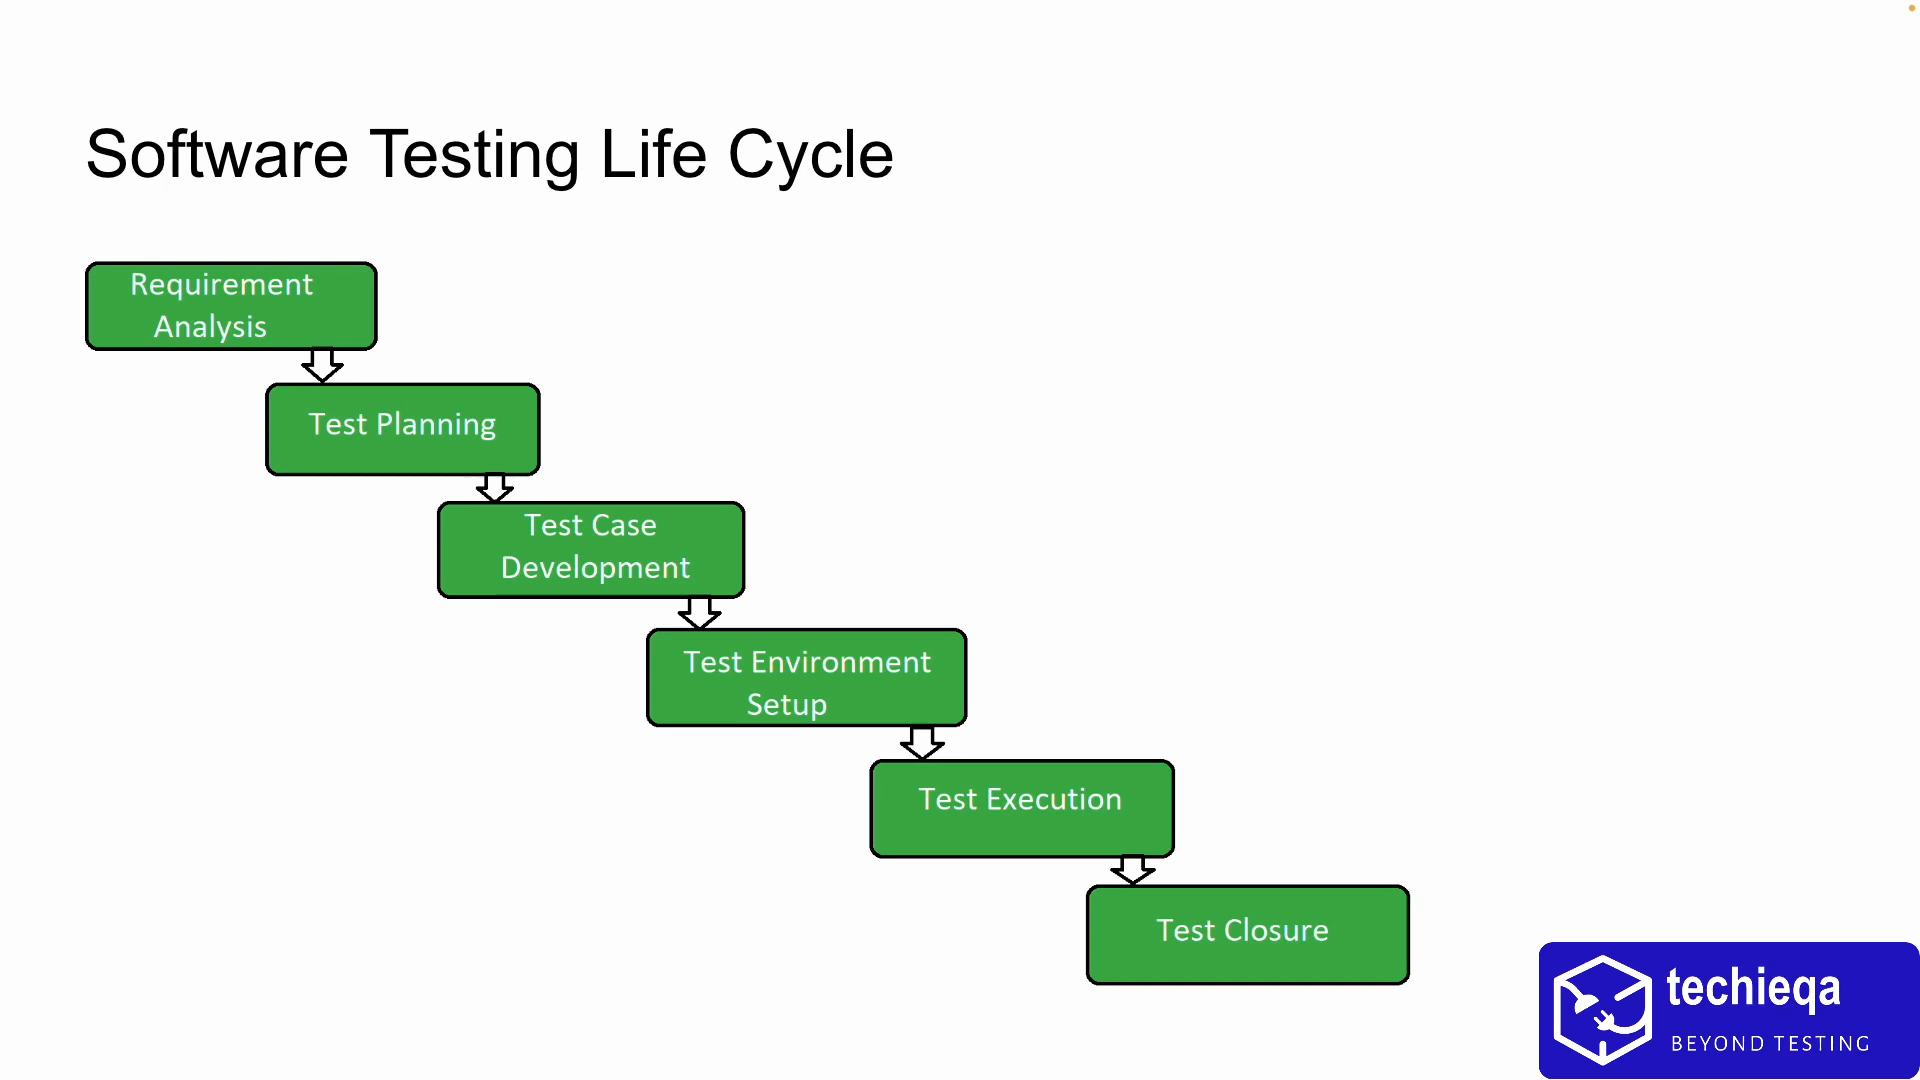 Software Testing Life Cycle
Requirement
Analysis
Test Planning
Test Case
Development
Test Environment
Setup
Test Execution
Test Closure
techieqa
BEYOND TESTING